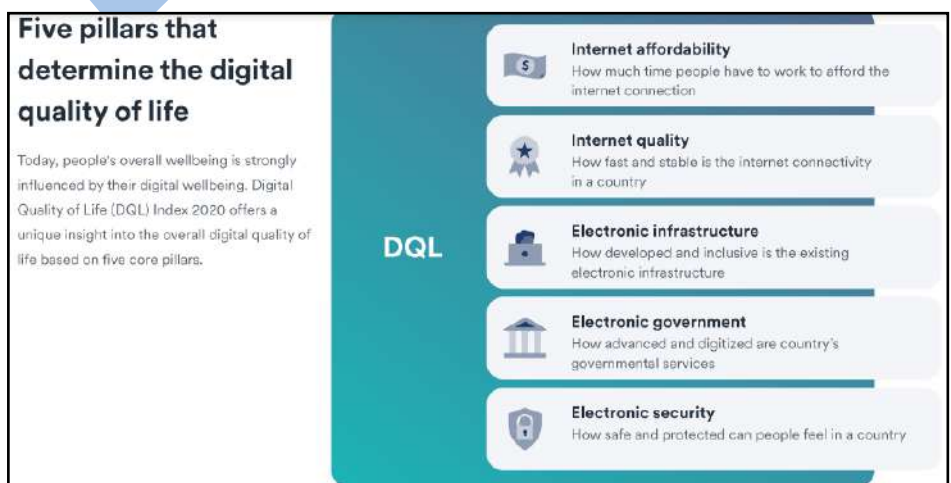 Five pillars that
determine the digital
quality of life
Today, people's overall wellbeing is strongly
influenced by their digital wellbeing. Digital
Quality of Life (DQL) Index 2020 offers a
unique insight into the overall digital quality of
life based on five core pillars.
DQL
$
Internet affordability
How much time people have to work to afford the
internet connection
Internet quality
How fast and stable is the internet connectivity
in a country
Electronic infrastructure
How developed and inclusive is the existing
electronic infrastructure
Electronic government
How advanced and digitized are country's
governmental services
Electronic security
How safe and protected can people feel in a country